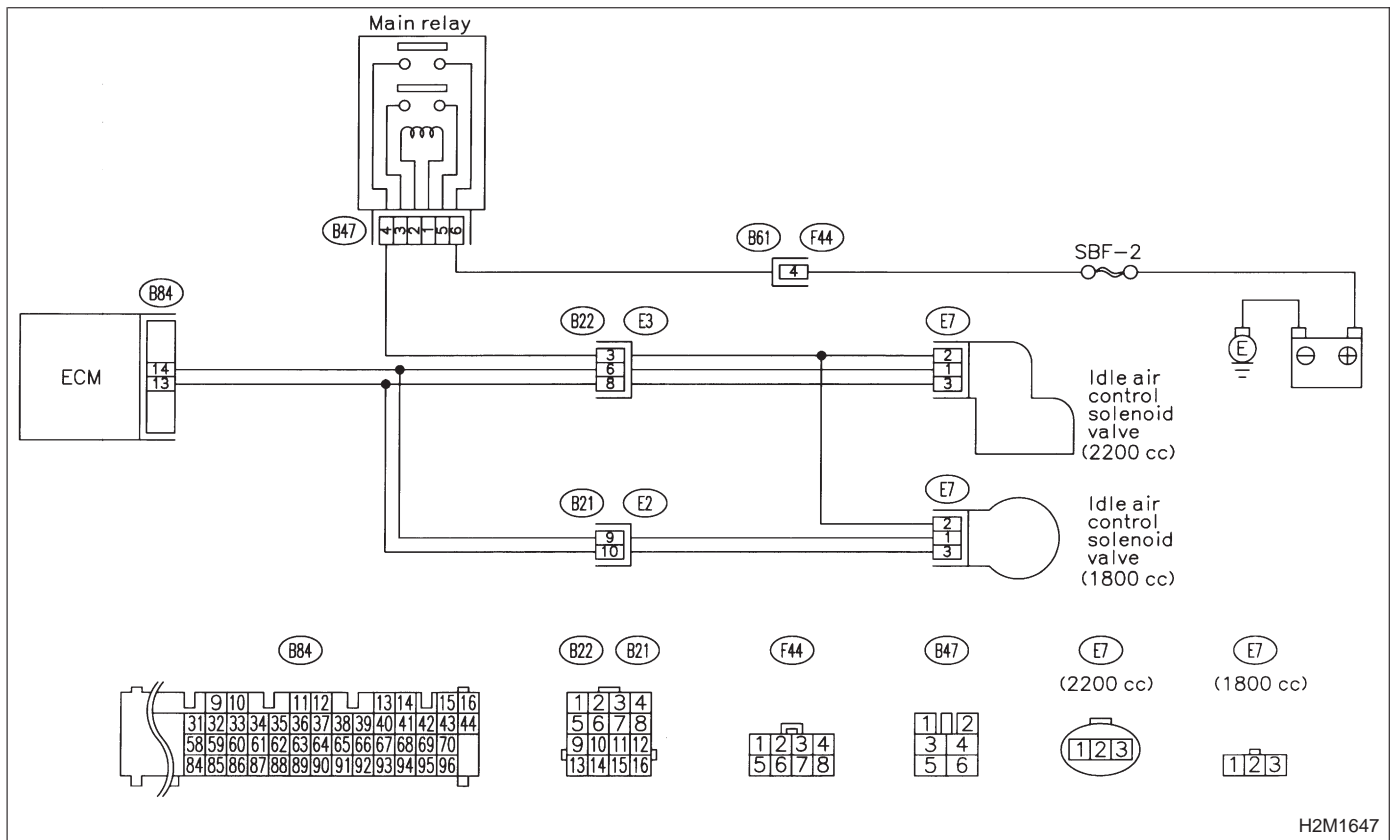 Main relay
B47
4 3 2 1 5 6
B61 F44
4
SBF-2
E
⊖ ⊕
B84
ECM
14
13
B22 E3
3
6
8
E7
2
1
3
Idle air
control
solenoid
valve
(2200 cc)
B21 E2
9
10
E7
2
1
3
Idle air
control
solenoid
valve
(1800 cc)
B84
9 10 11 12 13 14 15 16
31 32 33 34 35 36 37 38 39 40 41 42 43 44
58 59 60 61 62 63 64 65 66 67 68 69 70
84 85 86 87 88 89 90 91 92 93 94 95 96
B22 B21
1 2 3 4
5 6 7 8
9 10 11 12
13 14 15 16
F44
1 2 3 4
5 6 7 8
B47
1 2
3 4
5 6
E7
(2200 cc)
1 2 3
E7
(1800 cc)
1 2 3
H2M1647